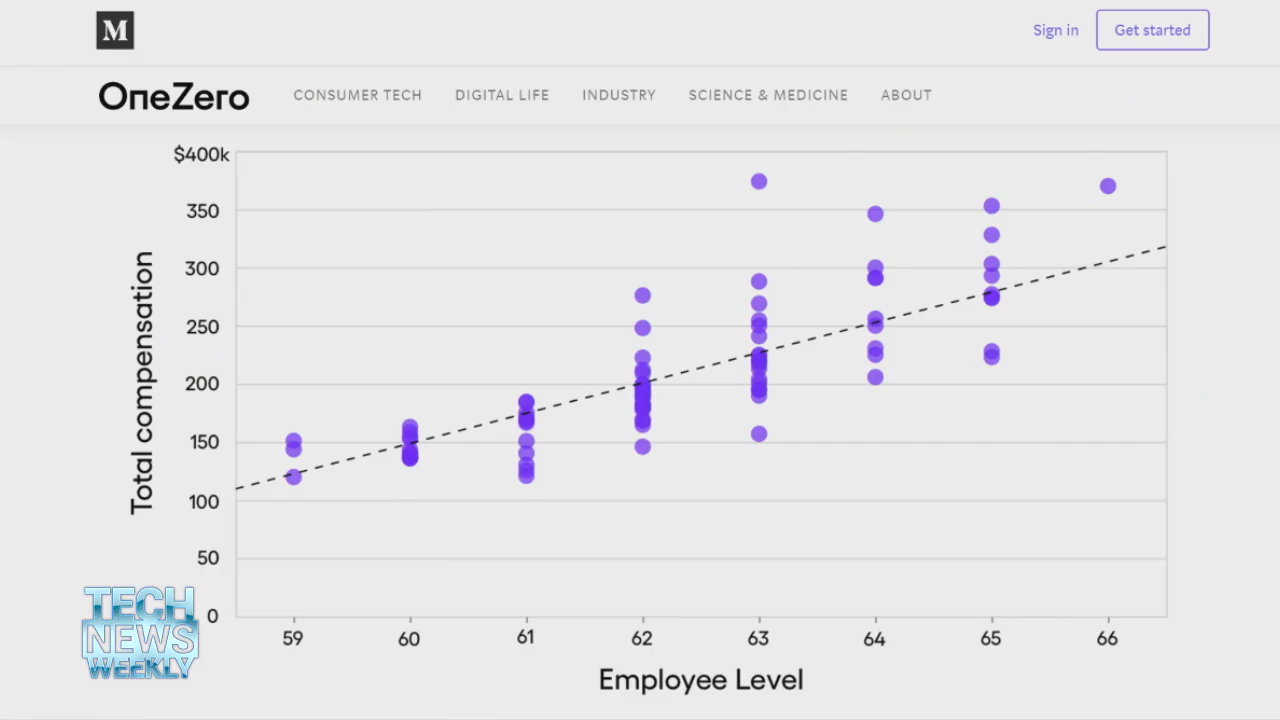 M
Sign in
Get started
OneZero
CONSUMER TECH
DIGITAL LIFE
INDUSTRY
SCIENCE & MEDICINE
ABOUT
$400k
350
300
250
200
150
100
50
0
Total compensation
59
60
61
62
63
64
65
66
Employee Level
TECH
NEWS
WEEKLY